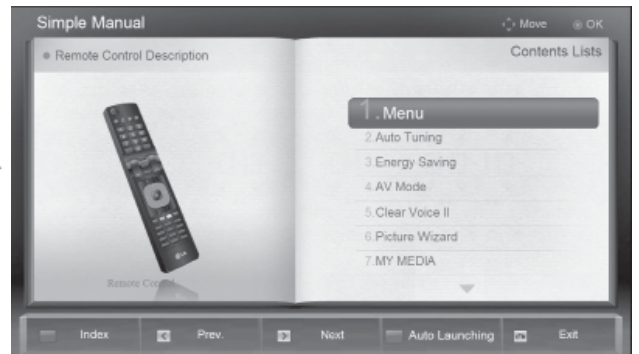 Simple Manual
Move
OK
Remote Control Description
Contents Lists
1.Menu
2.Auto Tuning
3.Energy Saving
4.AV Mode
5.Clear Voice II
6.Picture Wizard
7.MY MEDIA
LG
Remote Control
Index
Prev.
Next
Auto Launching
Exit